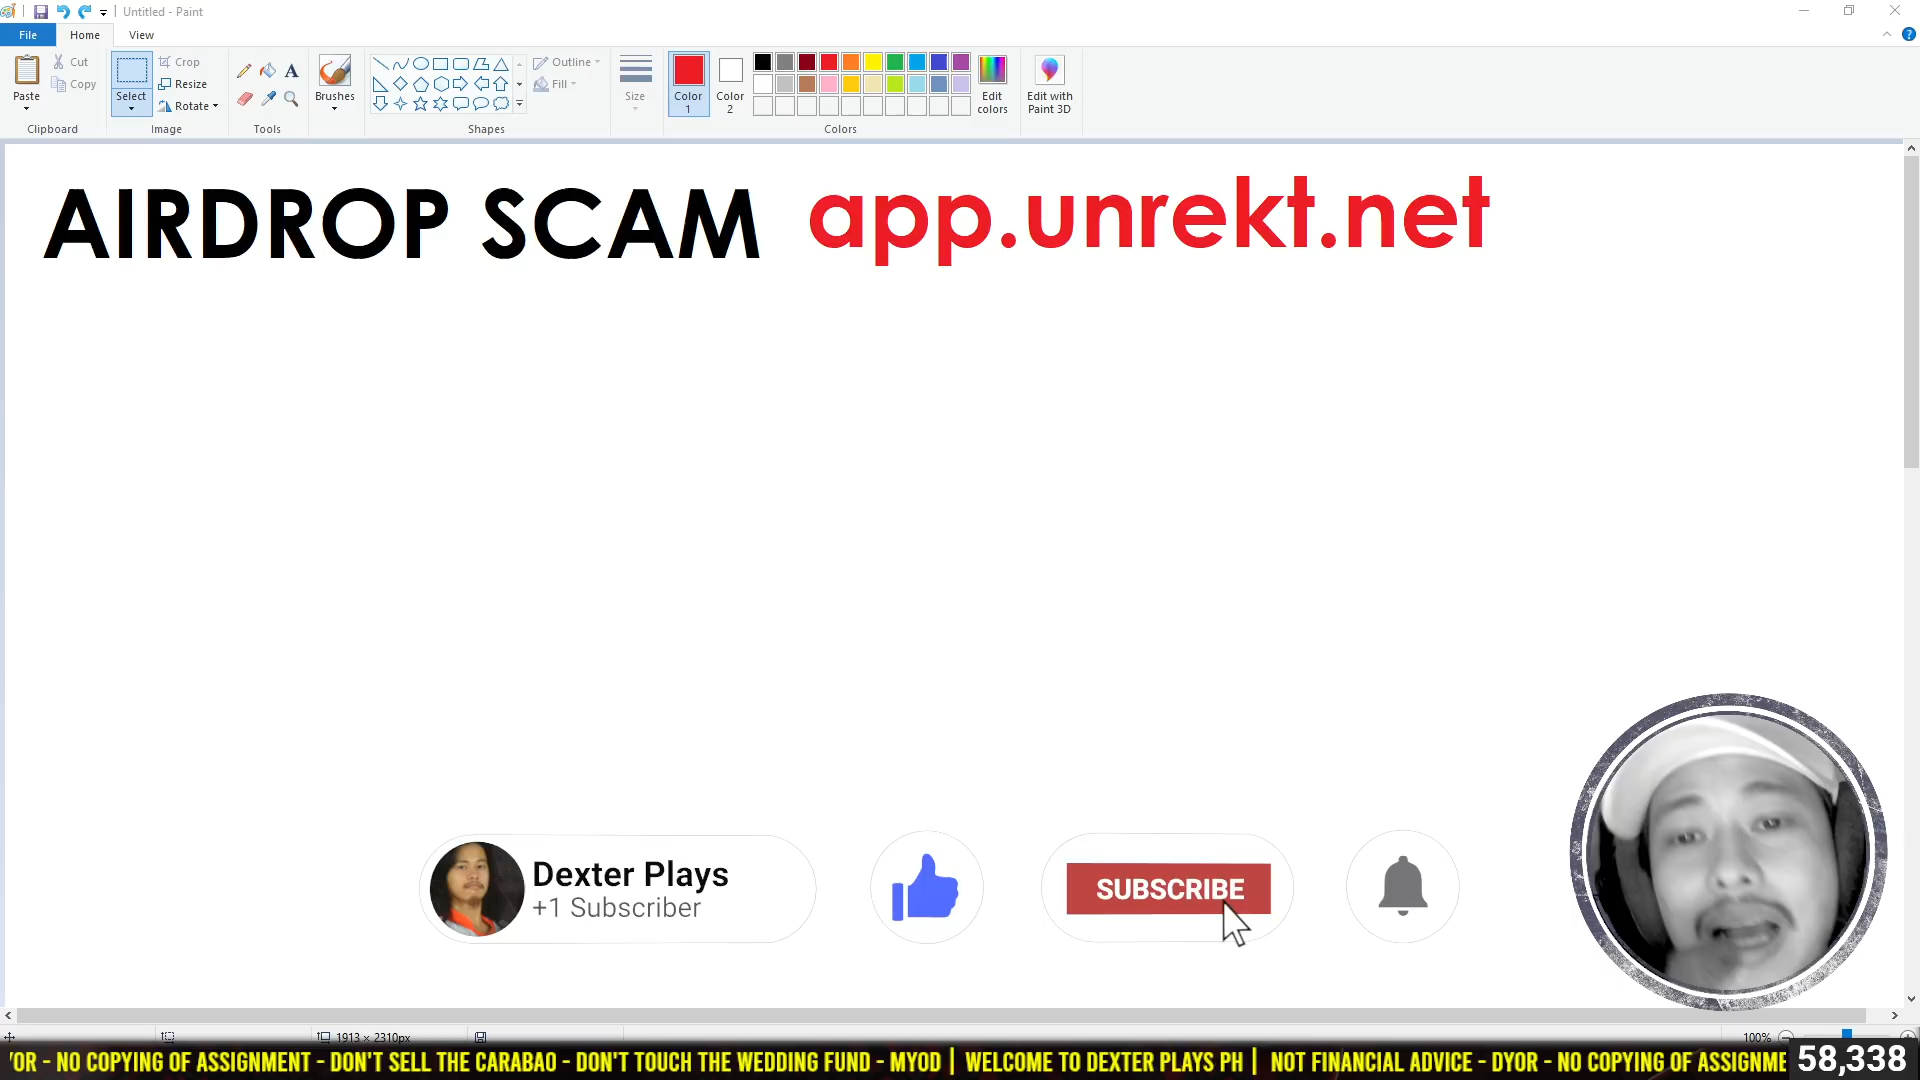 Untitled - Paint
File Home View
Paste
Cut
Copy
Clipboard
Select
Crop
Resize
Rotate
Image
A
Tools
Brushes
Shapes
Outline
Fill
Size
Color 1
Color 2
Edit colors
Colors
Edit with Paint 3D
AIRDROP SCAM app.unrekt.net
Dexter Plays
+1 Subscriber
SUBSCRIBE
1913 × 2310px
100%
YOR - NO COPYING OF ASSIGNMENT - DON'T SELL THE CARABAO - DON'T TOUCH THE WEDDING FUND - MYOD | WELCOME TO DEXTER PLAYS PH | NOT FINANCIAL ADVICE - DYOR - NO COPYING OF ASSIGNME
58,338